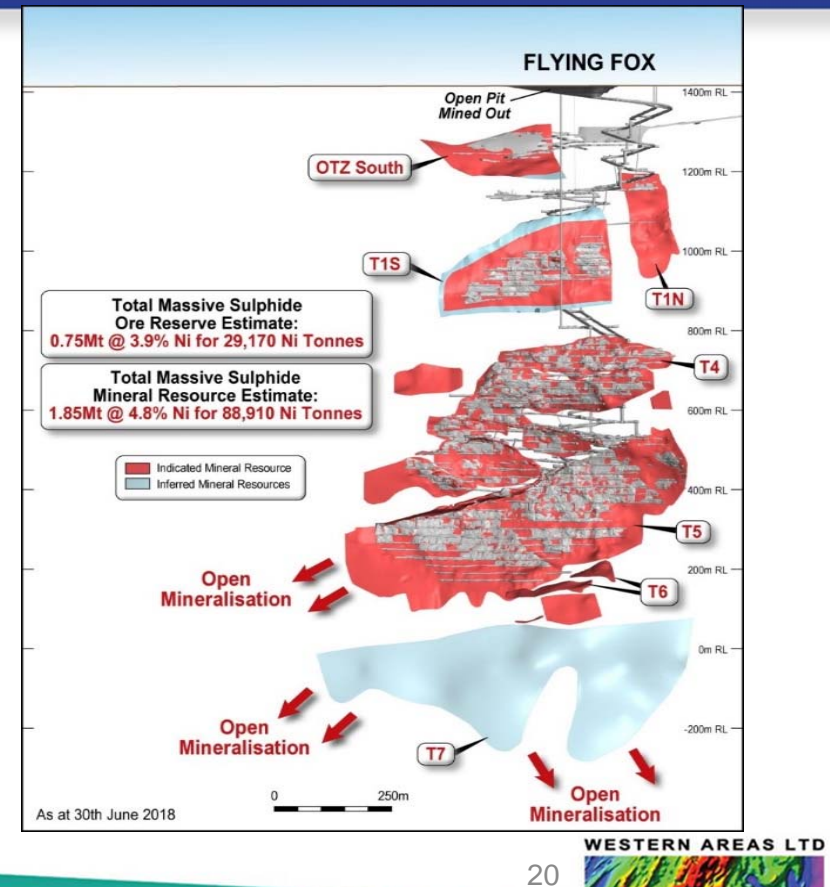 FLYING FOX
1400m RL
Open Pit
Mined Out
OTZ South
1200m RL
1000m RL
T1S
T1N
Total Massive Sulphide
Ore Reserve Estimate:
0.75Mt @ 3.9% Ni for 29,170 Ni Tonnes
800m RL
T4
Total Massive Sulphide
Mineral Resource Estimate:
1.85Mt @ 4.8% Ni for 88,910 Ni Tonnes
600m RL
Indicated Mineral Resource
Inferred Mineral Resources
400m RL
T5
200m RL
Open
Mineralisation
T6
0m RL
Open
Mineralisation
-200m RL
T7
0 250m
Open
Mineralisation
As at 30th June 2018
WESTERN AREAS LTD
20